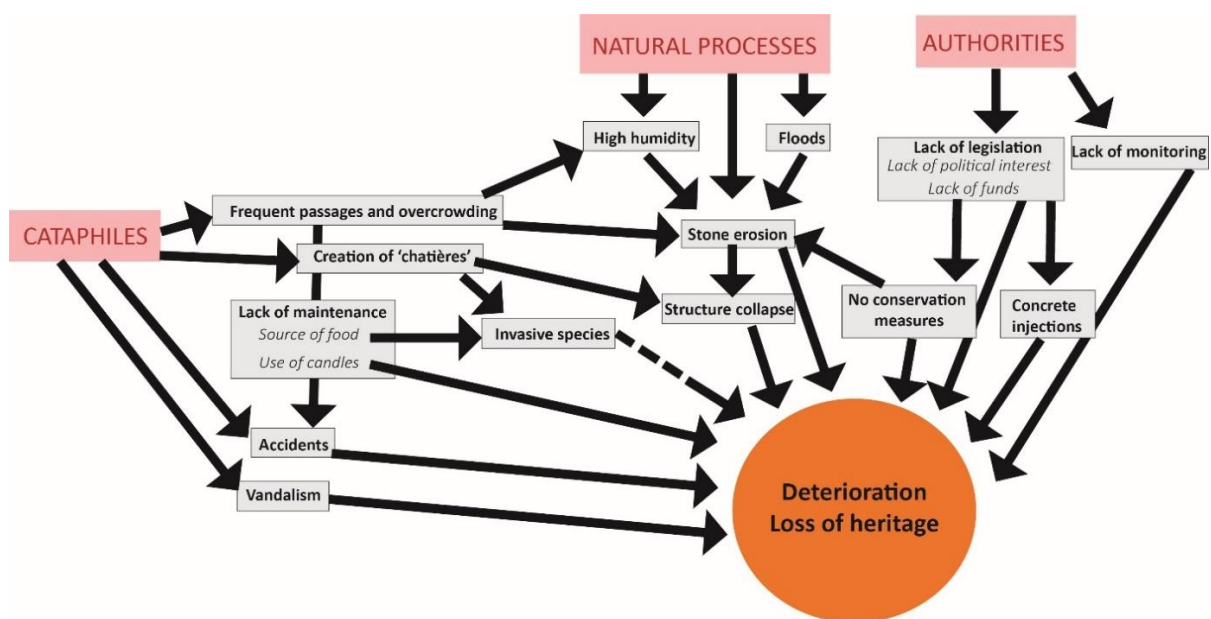 NATURAL PROCESSES
AUTHORITIES
High humidity
Floods
Lack of legislation
Lack of political interest
Lack of funds
Lack of monitoring
CATAPHILES
Frequent passages and overcrowding
Stone erosion
Creation of ‘chatières’
Lack of maintenance
Source of food
Use of candles
Invasive species
Structure collapse
No conservation
measures
Concrete
injections
Accidents
Vandalism
Deterioration
Loss of heritage